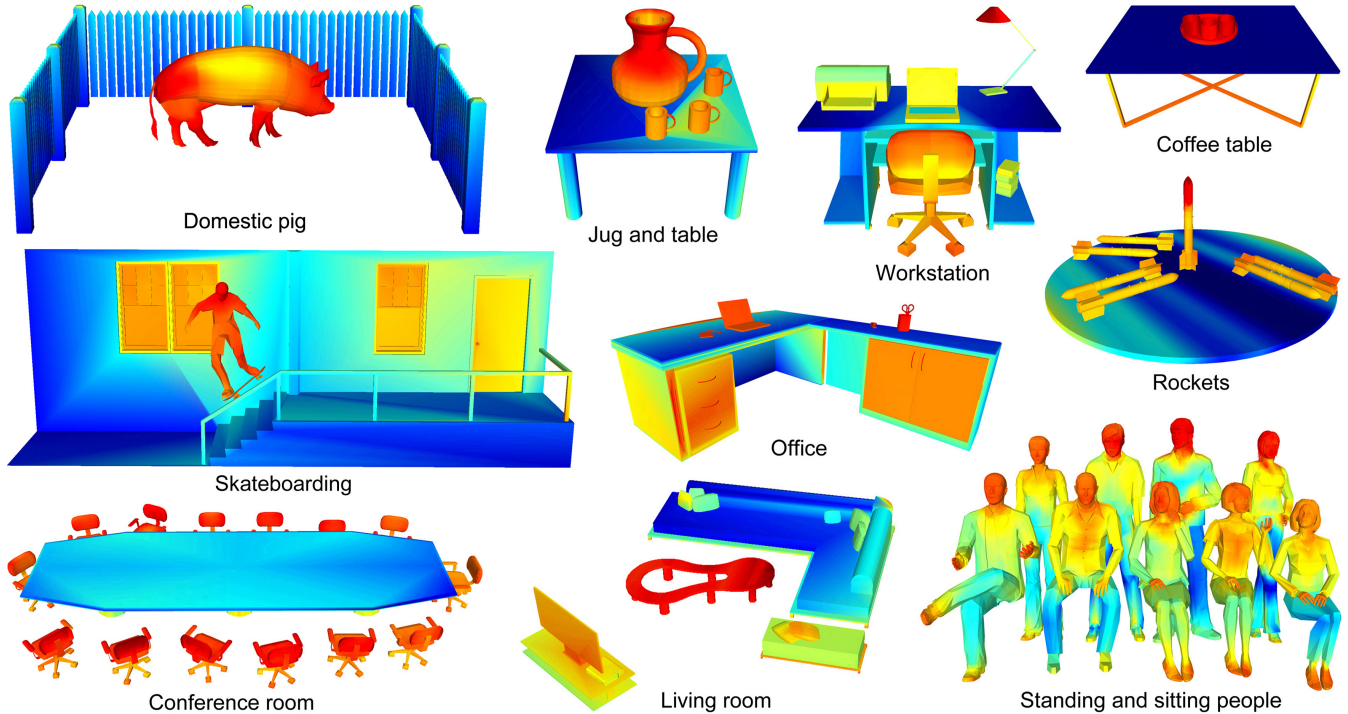 Domestic pig
Jug and table
Workstation
Coffee table
Skateboarding
Office
Rockets
Conference room
Living room
Standing and sitting people